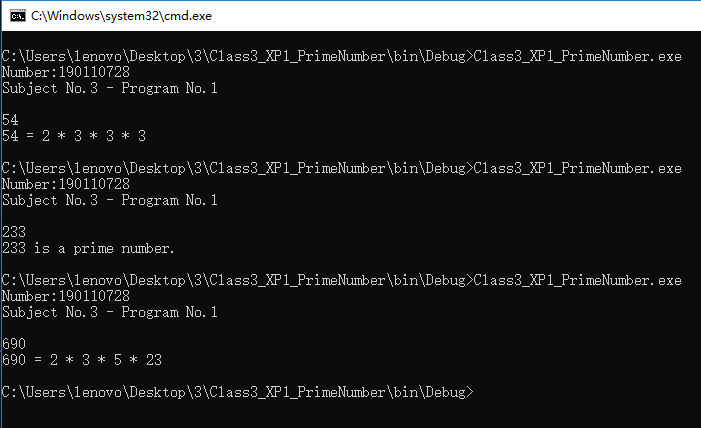 C:\Windows\system32\cmd.exe
C:\Users\lenovo\Desktop\3\Class3_XP1_PrimeNumber\bin\Debug>Class3_XP1_PrimeNumber.exe
Number:190110728
Subject No.3 - Program No.1
54
54 = 2 * 3 * 3 * 3
C:\Users\lenovo\Desktop\3\Class3_XP1_PrimeNumber\bin\Debug>Class3_XP1_PrimeNumber.exe
Number:190110728
Subject No.3 - Program No.1
233
233 is a prime number.
C:\Users\lenovo\Desktop\3\Class3_XP1_PrimeNumber\bin\Debug>Class3_XP1_PrimeNumber.exe
Number:190110728
Subject No.3 - Program No.1
690
690 = 2 * 3 * 5 * 23
C:\Users\lenovo\Desktop\3\Class3_XP1_PrimeNumber\bin\Debug>